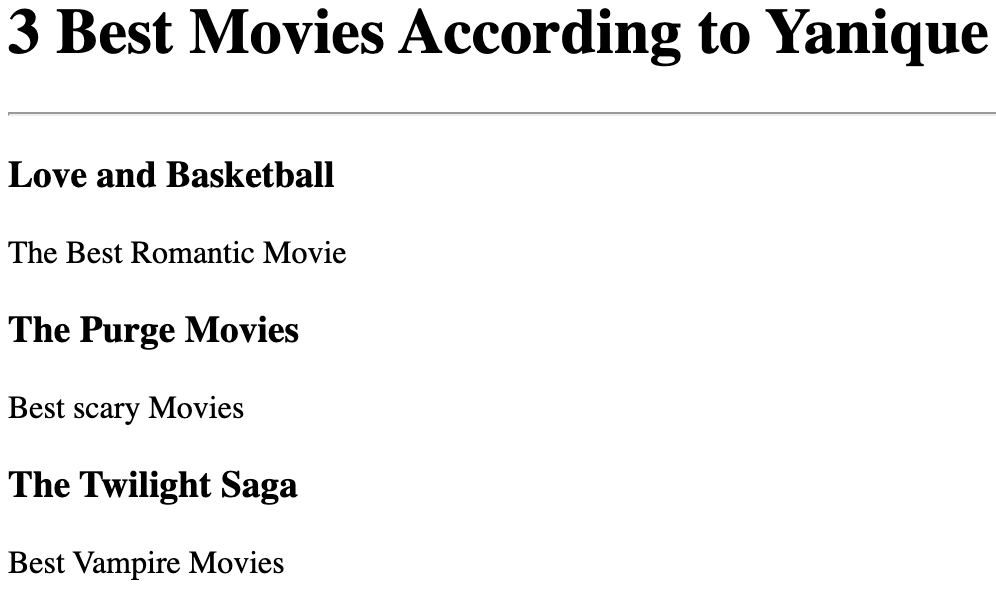 3 Best Movies According to Yanique
Love and Basketball
The Best Romantic Movie
The Purge Movies
Best scary Movies
The Twilight Saga
Best Vampire Movies